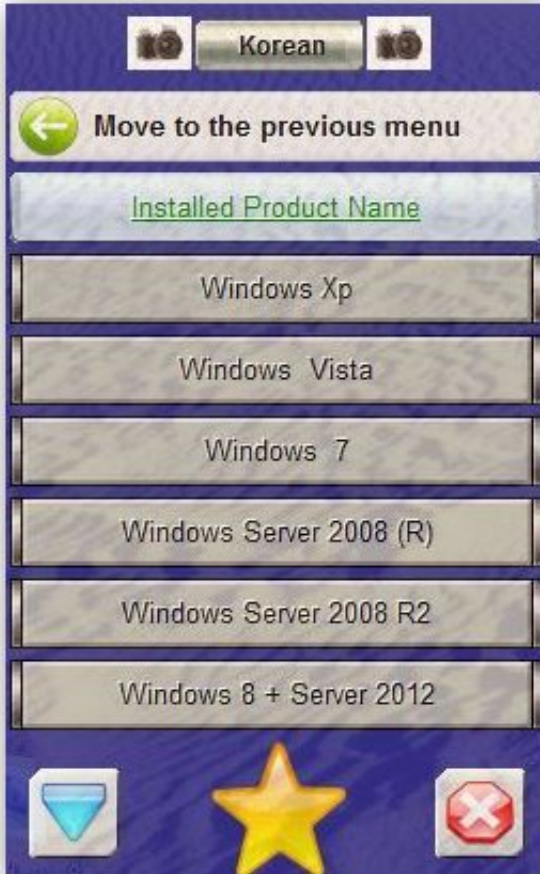 Korean
Move to the previous menu
Installed Product Name
Windows Xp
Windows Vista
Windows 7
Windows Server 2008 (R)
Windows Server 2008 R2
Windows 8 + Server 2012